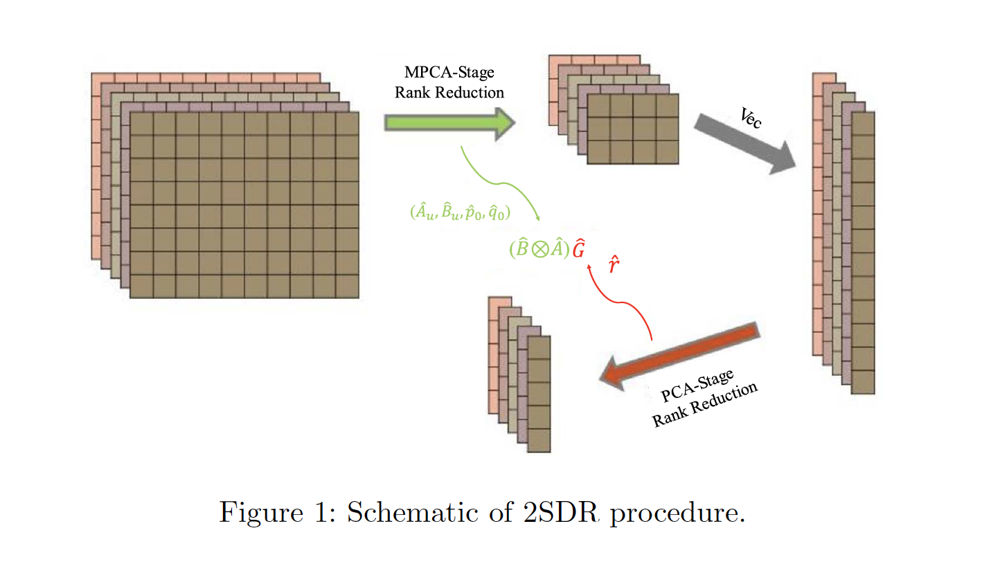 MPCA-Stage
Rank Reduction
Vec
(Â_u, B̂_u, p̂_0, q̂_0)
(B̂⊗Â)Ĝ
r̂
PCA-Stage
Rank Reduction
Figure 1: Schematic of 2SDR procedure.